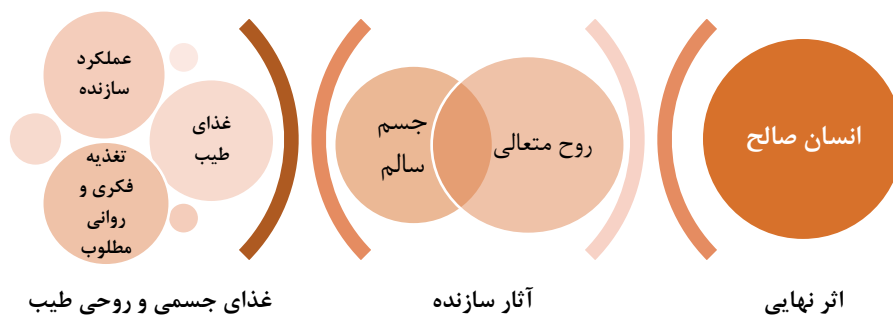 عملکرد
سازنده
غذای
طیب
تغذیه
فکری و
روانی
مطلوب
غذای جسمی و روحی طیب
جسم
سالم
روح متعالی
آثار سازنده
انسان صالح
اثر نهایی